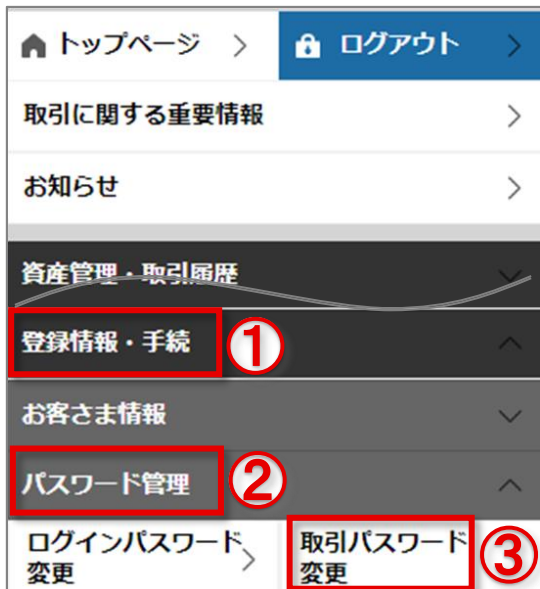 トップページ
ログアウト
取引に関する重要情報
お知らせ
資産管理・取引履歴
登録情報・手続 ①
お客さま情報
パスワード管理 ②
ログインパスワード
変更
取引パスワード
変更 ③